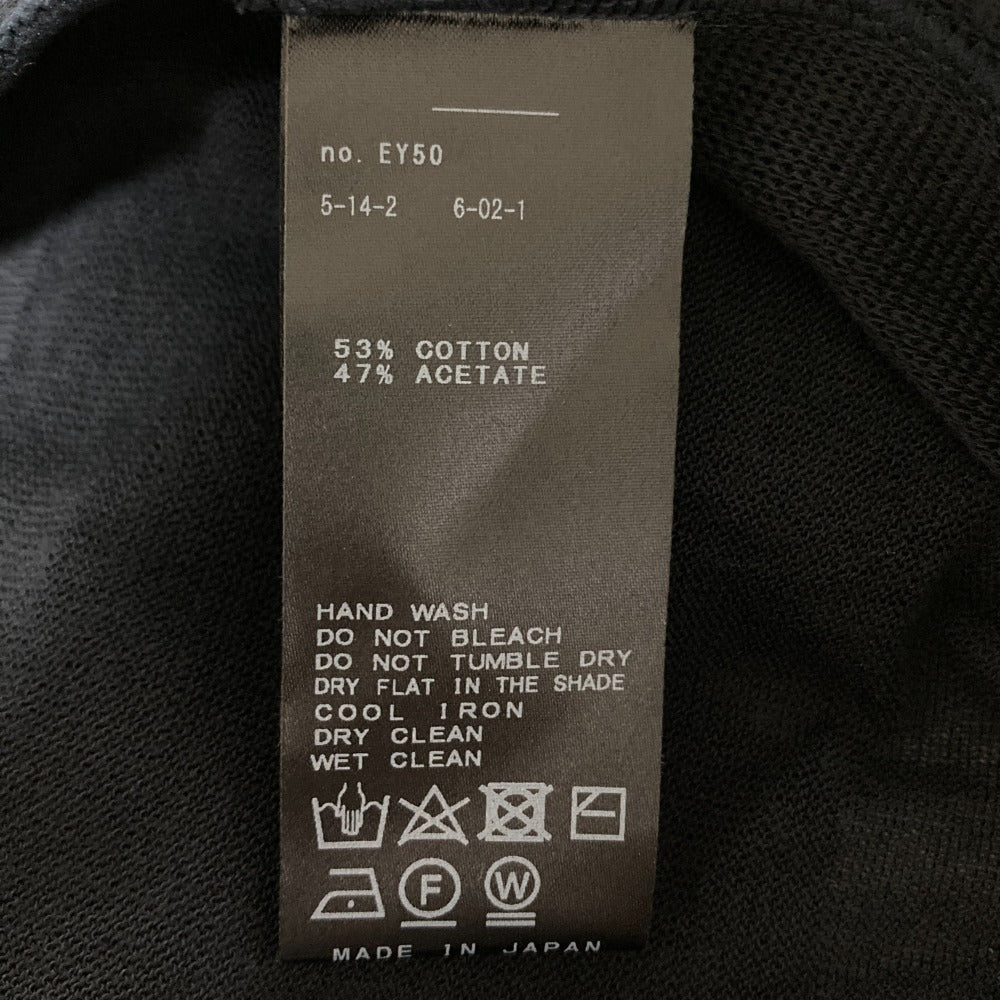 no. EY50
5-14-2 6-02-1
53% COTTON
47% ACETATE
HAND WASH
DO NOT BLEACH
DO NOT TUMBLE DRY
DRY FLAT IN THE SHADE
COOL IRON
DRY CLEAN
WET CLEAN
F W
MADE IN JAPAN